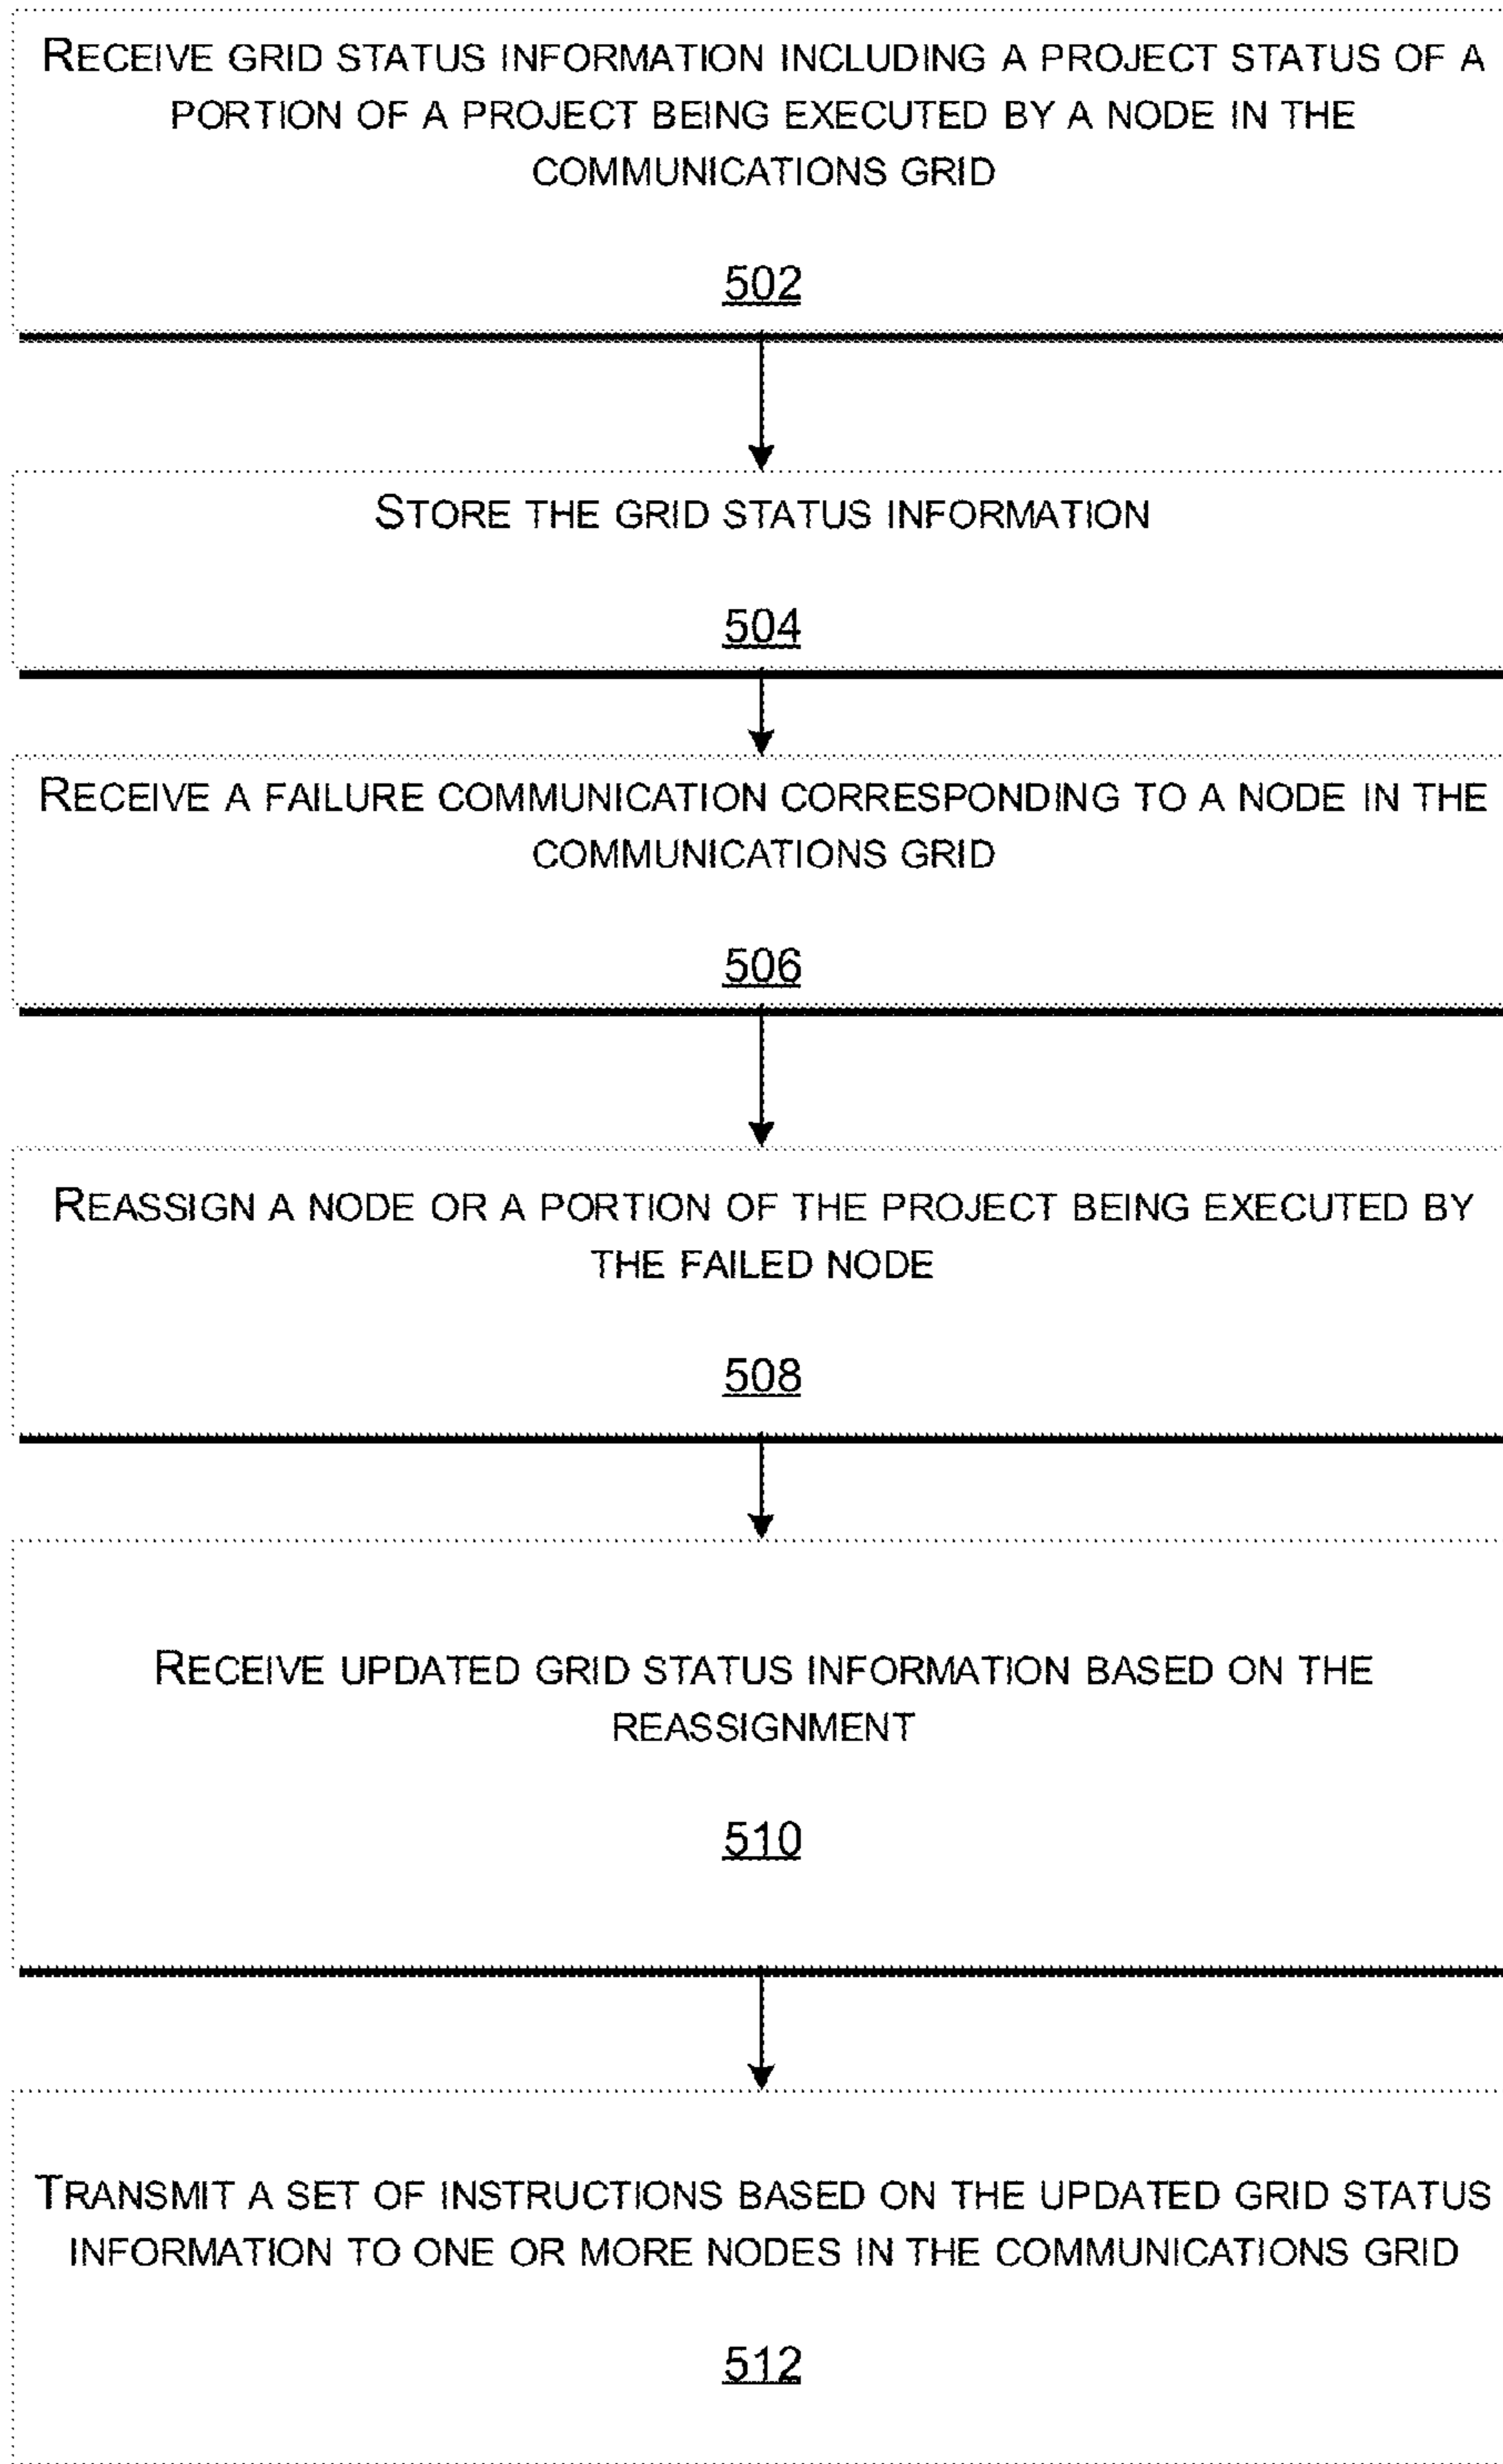 RECEIVE GRID STATUS INFORMATION INCLUDING A PROJECT STATUS OF A
PORTION OF A PROJECT BEING EXECUTED BY A NODE IN THE
COMMUNICATIONS GRID
502
STORE THE GRID STATUS INFORMATION
504
RECEIVE A FAILURE COMMUNICATION CORRESPONDING TO A NODE IN THE
COMMUNICATIONS GRID
506
REASSIGN A NODE OR A PORTION OF THE PROJECT BEING EXECUTED BY
THE FAILED NODE
508
RECEIVE UPDATED GRID STATUS INFORMATION BASED ON THE
REASSIGNMENT
510
TRANSMIT A SET OF INSTRUCTIONS BASED ON THE UPDATED GRID STATUS
INFORMATION TO ONE OR MORE NODES IN THE COMMUNICATIONS GRID
512